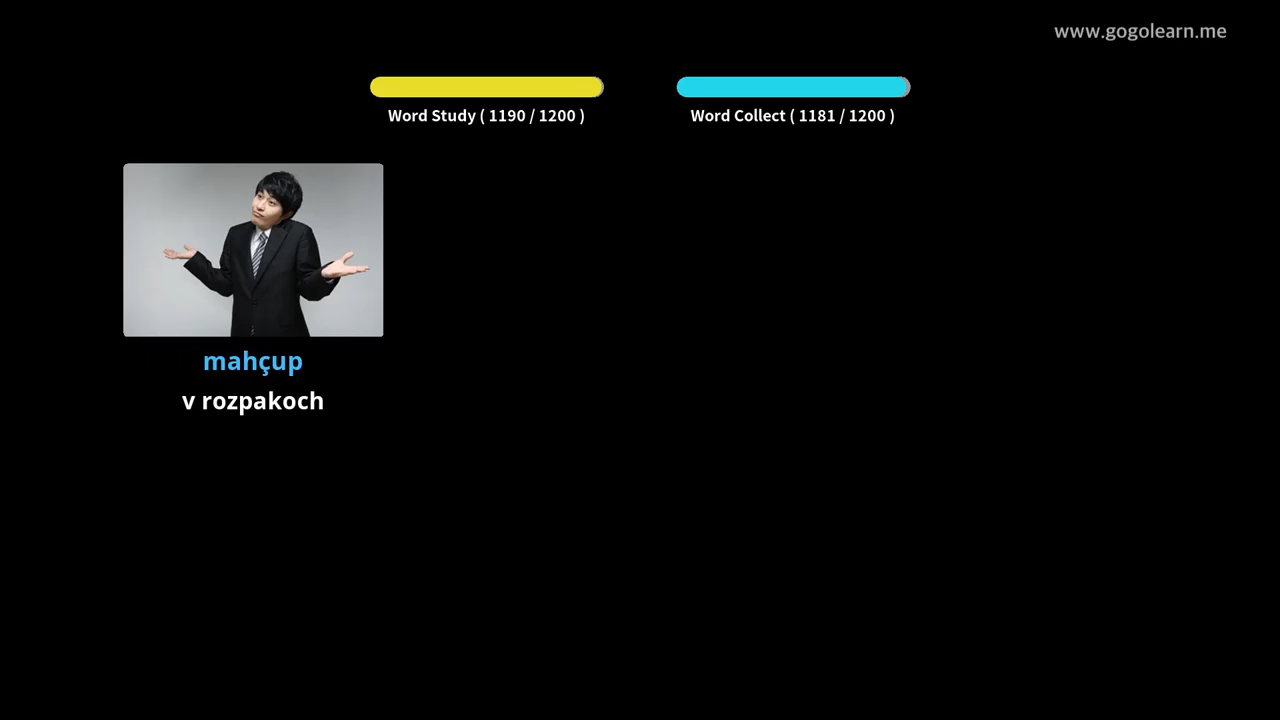 www.gogolearn.me
Word Study ( 1190 / 1200 )
Word Collect ( 1181 / 1200 )
mahçup
v rozpakoch